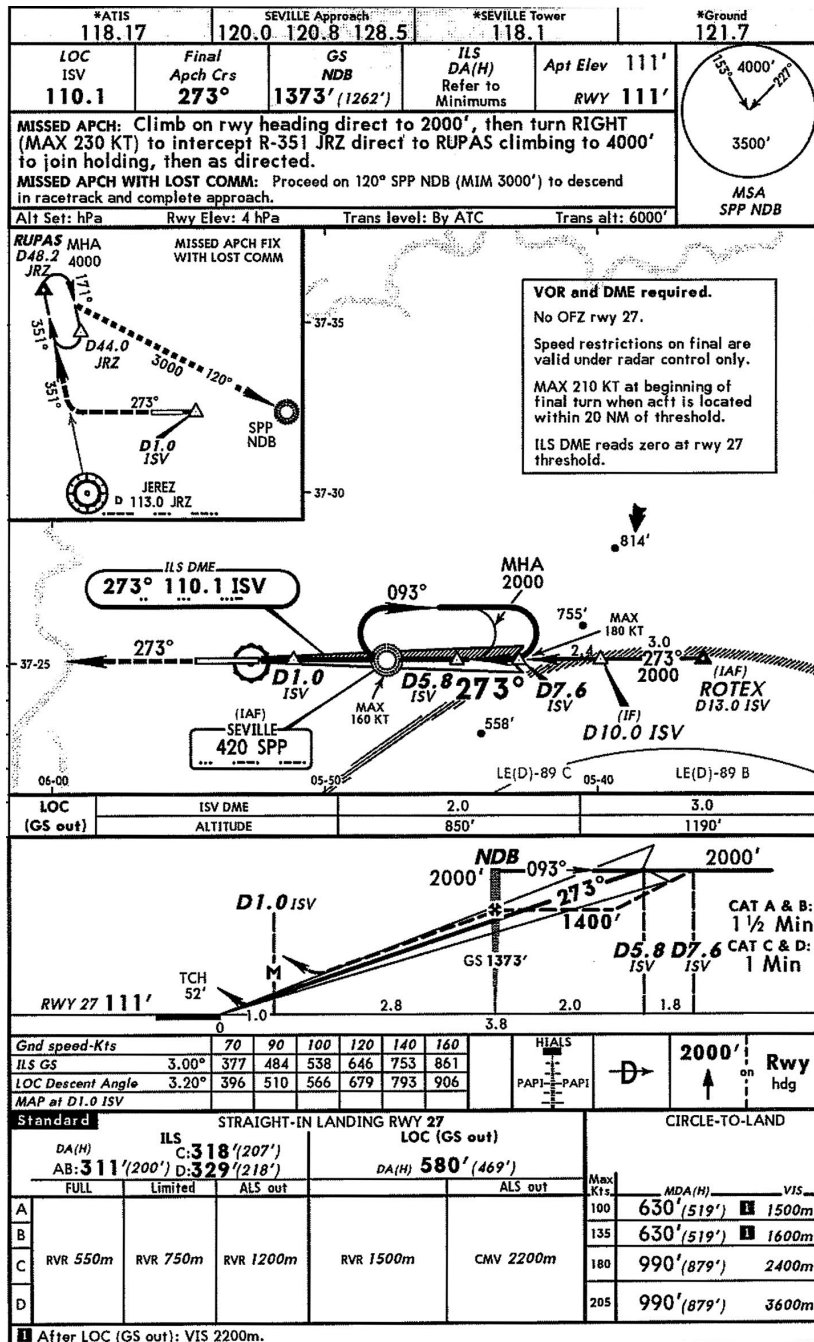 *ATIS
118.17
SEVILLE Approach
120.0 120.8 128.5
*SEVILLE Tower
118.1
*Ground
121.7
LOC
ISV
110.1
Final
Apch Crs
273°
GS
NDB
1373' (1262')
ILS
DA(H)
Refer to
Minimums
Apt Elev 111'
RWY 111'
153° 4000' 227°
3500'
MSA
SPP NDB
MISSED APCH: Climb on rwy heading direct to 2000', then turn RIGHT
(MAX 230 KT) to intercept R-351 JRZ direct to RUPAS climbing to 4000'
to join holding, then as directed.
MISSED APCH WITH LOST COMM: Proceed on 120° SPP NDB (MIM 3000') to descend
in racetrack and complete approach.
Alt Set: hPa Rwy Elev: 4 hPa Trans level: By ATC Trans alt: 6000'
RUPAS
D48.2
JRZ
MHA
4000
MISSED APCH FIX
WITH LOST COMM
171°
351°
D44.0
JRZ
3000 120°
351°
273°
D1.0
ISV
SPP
NDB
JEREZ
D 113.0 JRZ
37-35
37-30
VOR and DME required.
No OFZ rwy 27.
Speed restrictions on final are
valid under radar control only.
MAX 210 KT at beginning of
final turn when acft is located
within 20 NM of threshold.
ILS DME reads zero at rwy 27
threshold.
814'
ILS DME
273° 110.1 ISV
093°
MHA
2000
755'
MAX
180 KT
273°
37-25
D1.0
ISV
MAX
160 KT
D5.8
ISV
273°
D7.6
ISV
2.4
3.0
273°
2000
(IAF)
ROTEX
D13.0 ISV
(IF)
D10.0 ISV
(IAF)
SEVILLE
420 SPP
558'
LE(D)-89 C
LE(D)-89 B
06-00
05-50
05-40
LOC
(GS out)
ISV DME 2.0 3.0
ALTITUDE 850' 1190'
NDB
2000' 093° 2000'
273°
1400'
D1.0 ISV
M
GS 1373'
D5.8
ISV
D7.6
ISV
CAT A & B:
1½ Min
CAT C & D:
1 Min
TCH
52'
RWY 27 111'
0
1.0
2.8
2.0
1.8
3.8
Gnd speed-Kts 70 90 100 120 140 160
ILS GS 3.00° 377 484 538 646 753 861
LOC Descent Angle 3.20° 396 510 566 679 793 906
MAP at D1.0 ISV
HIALS
PAPI PAPI
D
2000'
on
Rwy
hdg
Standard
STRAIGHT-IN LANDING RWY 27
CIRCLE-TO-LAND
ILS
DA(H)
C:318'(207')
AB:311'(200') D:329'(218')
LOC (GS out)
DA(H) 580' (469')
FULL Limited ALS out ALS out
Max
Kts. MDA(H) VIS
A
B
C
D
RVR 550m RVR 750m RVR 1200m RVR 1500m CMV 2200m
100 630'(519') 1 1500m
135 630'(519') 1 1600m
180 990'(879') 2400m
205 990'(879') 3600m
1 After LOC (GS out): VIS 2200m.